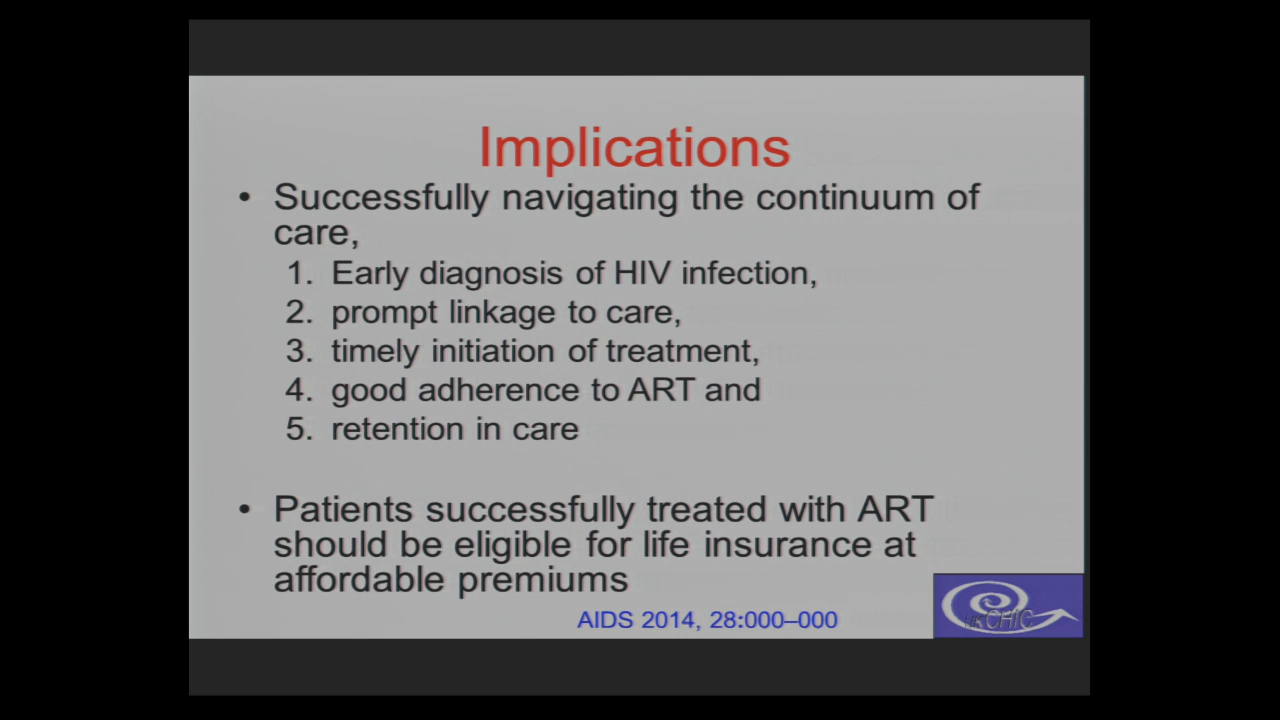 Implications
• Successfully navigating the continuum of
care,
1. Early diagnosis of HIV infection,
2. prompt linkage to care,
3. timely initiation of treatment,
4. good adherence to ART and
5. retention in care
• Patients successfully treated with ART
should be eligible for life insurance at
affordable premiums
AIDS 2014, 28:000–000
UK CHIC